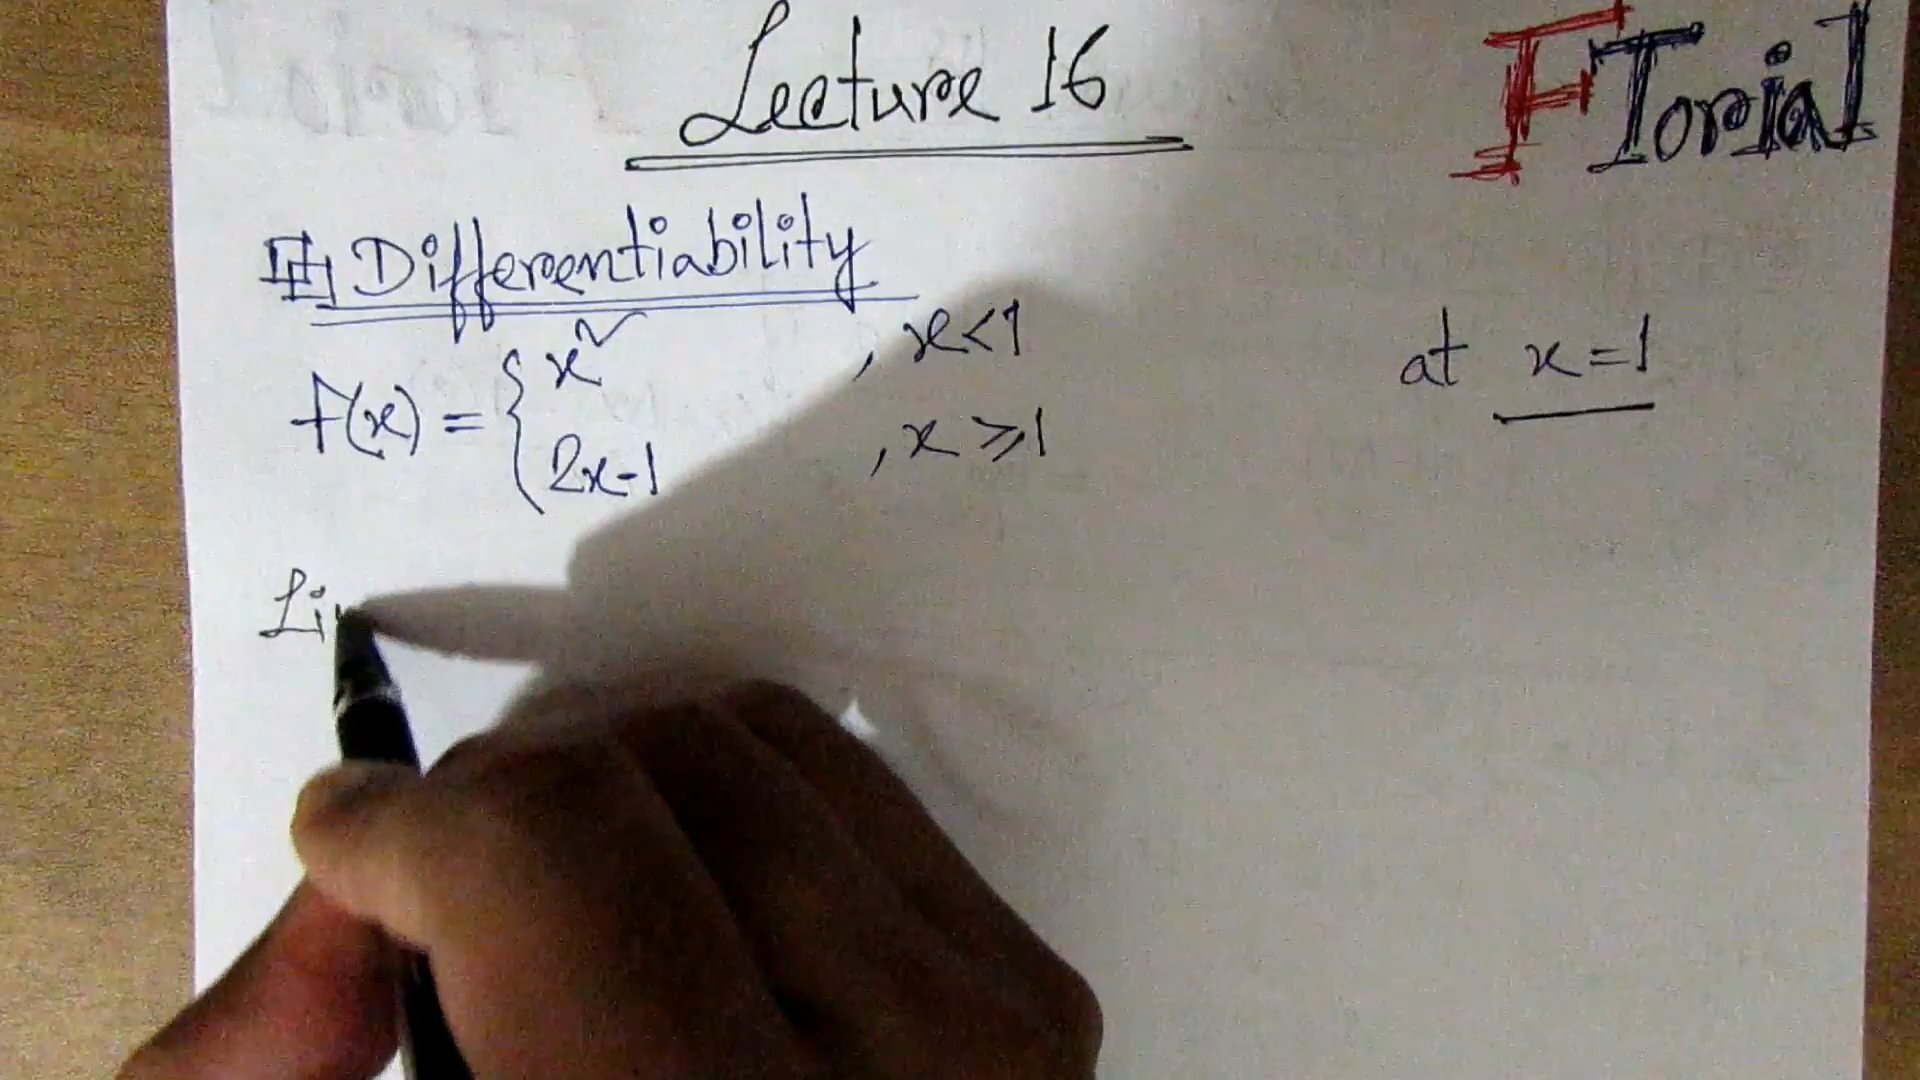 Lecture 16
FTorial
Differentiability
f(x) = { x² , x<1
2x-1 , x ≥ 1
at x=1
Li